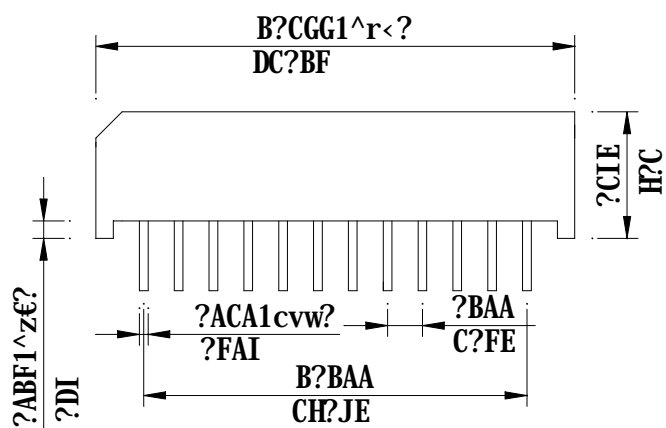 B?CGG1^r<?
DC?BF
?CIE
H?C
?ABF1^z€?
?DI
?ACA1cvw?
?FAI
?BAA
C?FE
B?BAA
CH?JE